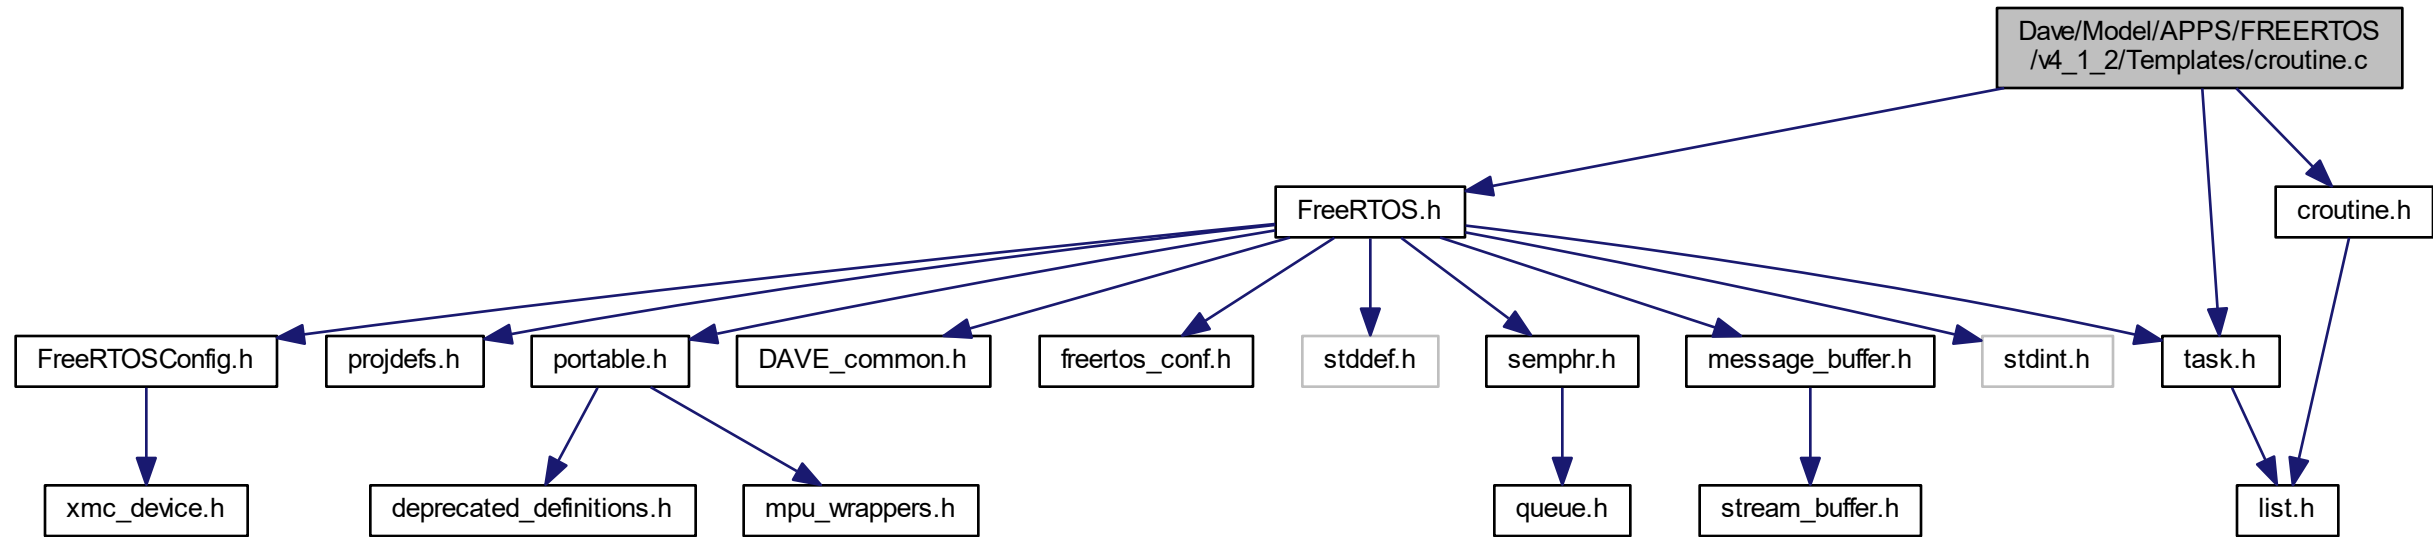 Dave/Model/APPS/FREERTOS
/v4_1_2/Templates/croutine.c
FreeRTOS.h
croutine.h
FreeRTOSConfig.h
projdefs.h
portable.h
DAVE_common.h
freertos_conf.h
stddef.h
semphr.h
message_buffer.h
stdint.h
task.h
xmc_device.h
deprecated_definitions.h
mpu_wrappers.h
queue.h
stream_buffer.h
list.h